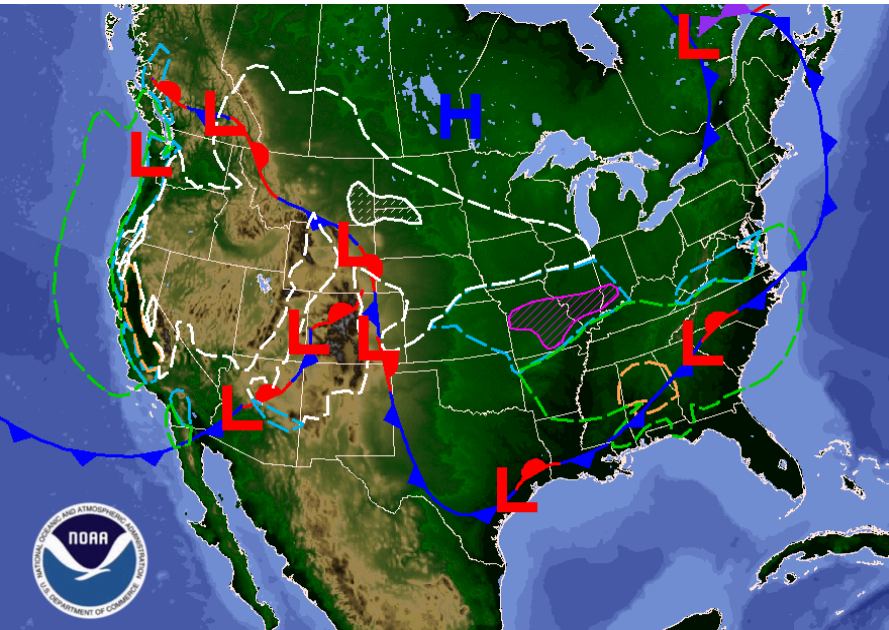 L
H
L
L
L
L
L
L
L
L
NOAA
NATIONAL OCEANIC AND ATMOSPHERIC ADMINISTRATION
U.S. DEPARTMENT OF COMMERCE